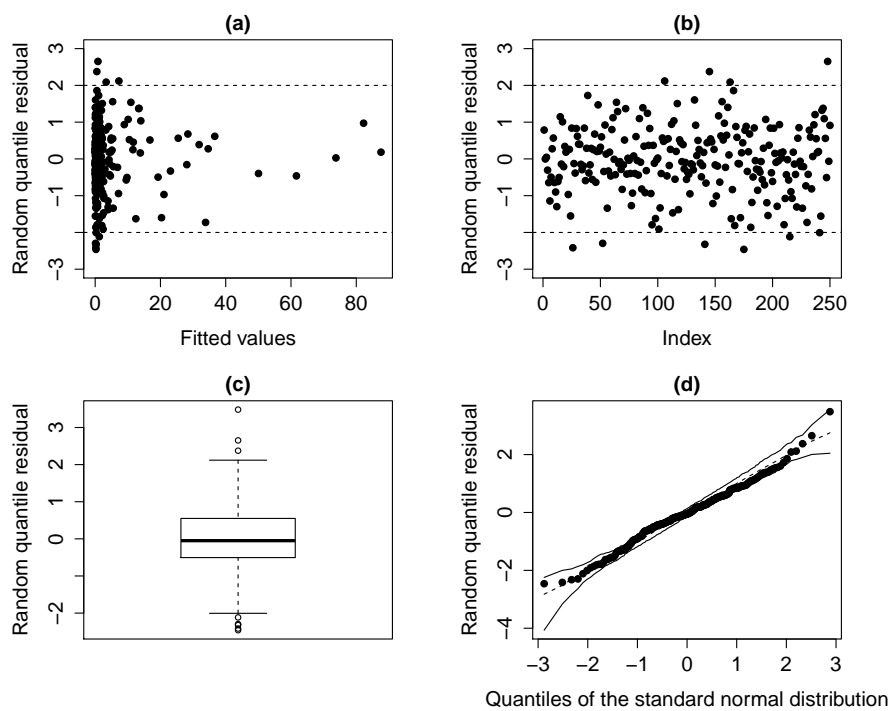 (a)
Random quantile residual
3
2
1
0
−1
−3
0 20 40 60 80
Fitted values
(b)
Random quantile residual
3
2
1
0
−1
−3
0 50 100 150 200 250
Index
(c)
Random quantile residual
3
2
1
0
−2
(d)
Random quantile residual
2
0
−2
−4
−3 −2 −1 0 1 2 3
Quantiles of the standard normal distribution